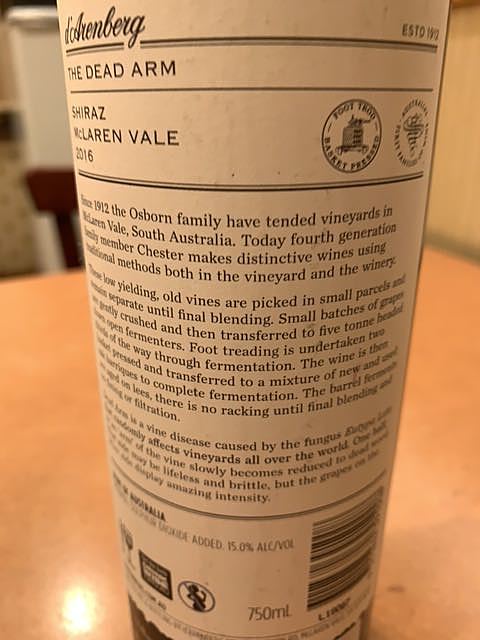 d'Arenberg
ESTD 1912
THE DEAD ARM
SHIRAZ
McLAREN VALE
2016
FOOT TROD
BASKET PRESSED
Since 1912 the Osborn family have tended vineyards in
McLaren Vale, South Australia. Today fourth generation
family member Chester makes distinctive wines using
traditional methods both in the vineyard and the winery.
These low yielding, old vines are picked in small parcels and
remain separate until final blending. Small batches of grapes
are gently crushed and then transferred to five tonne headed
down open fermenters. Foot treading is undertaken two
thirds of the way through fermentation. The wine is then
basket pressed and transferred to a mixture of new and used
barriques to complete fermentation. The barrel ferments
aged on lees, there is no racking until final blending and
fining or filtration.
Dead Arm is a vine disease caused by the fungus Eutypa Lata
that randomly affects vineyards all over the world. One half,
or arm of the vine slowly becomes reduced to dead wood.
may be lifeless and brittle, but the grapes on the
display amazing intensity.
OF AUSTRALIA
SULPHUR DIOXIDE ADDED. 15.0% ALC/VOL
750mL